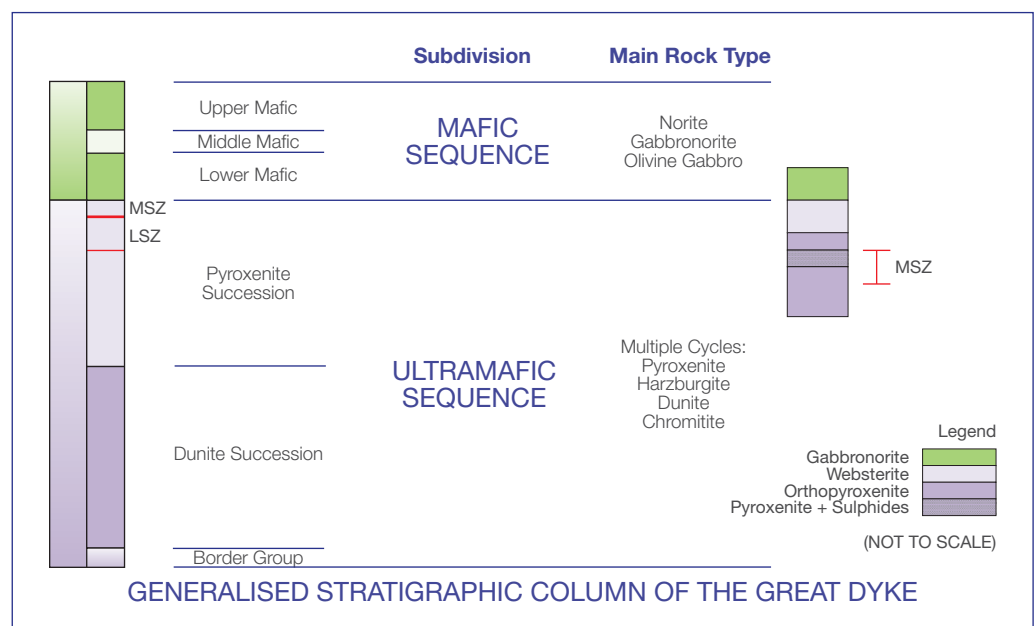 Subdivision
Main Rock Type
Upper Mafic
Middle Mafic
Lower Mafic
MAFIC
SEQUENCE
Norite
Gabbronorite
Olivine Gabbro
MSZ
LSZ
Pyroxenite
Succession
MSZ
ULTRAMAFIC
SEQUENCE
Multiple Cycles:
Pyroxenite
Harzburgite
Dunite
Chromitite
Dunite Succession
Border Group
Legend
Gabbronorite
Websterite
Orthopyroxenite
Pyroxenite + Sulphides
(NOT TO SCALE)
GENERALISED STRATIGRAPHIC COLUMN OF THE GREAT DYKE